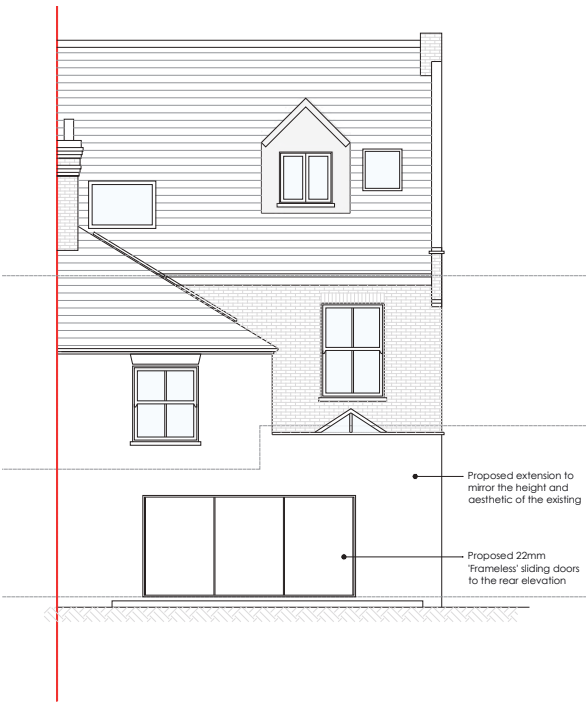 Proposed extension to
mirror the height and
aesthetic of the existing
Proposed 22mm
'Frameless' sliding doors
to the rear elevation